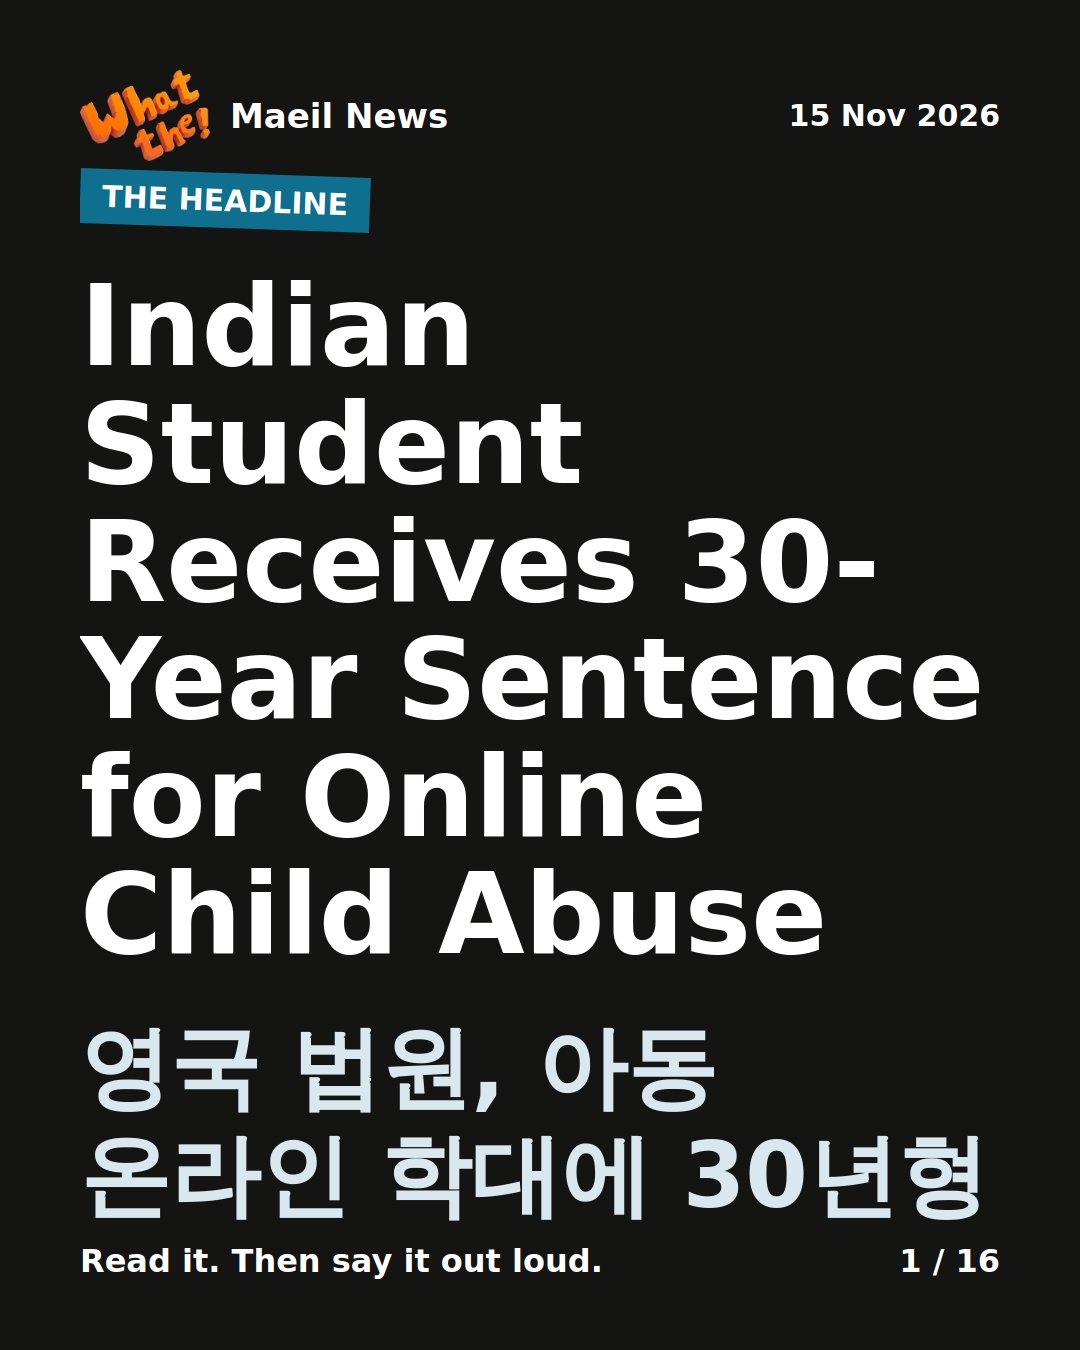 What the!
Maeil News
15 Nov 2026
THE HEADLINE
Indian
Student
Receives 30-
Year Sentence
for Online
Child Abuse
영국 법원, 아동
온라인 학대에 30년형
Read it. Then say it out loud.
1 / 16